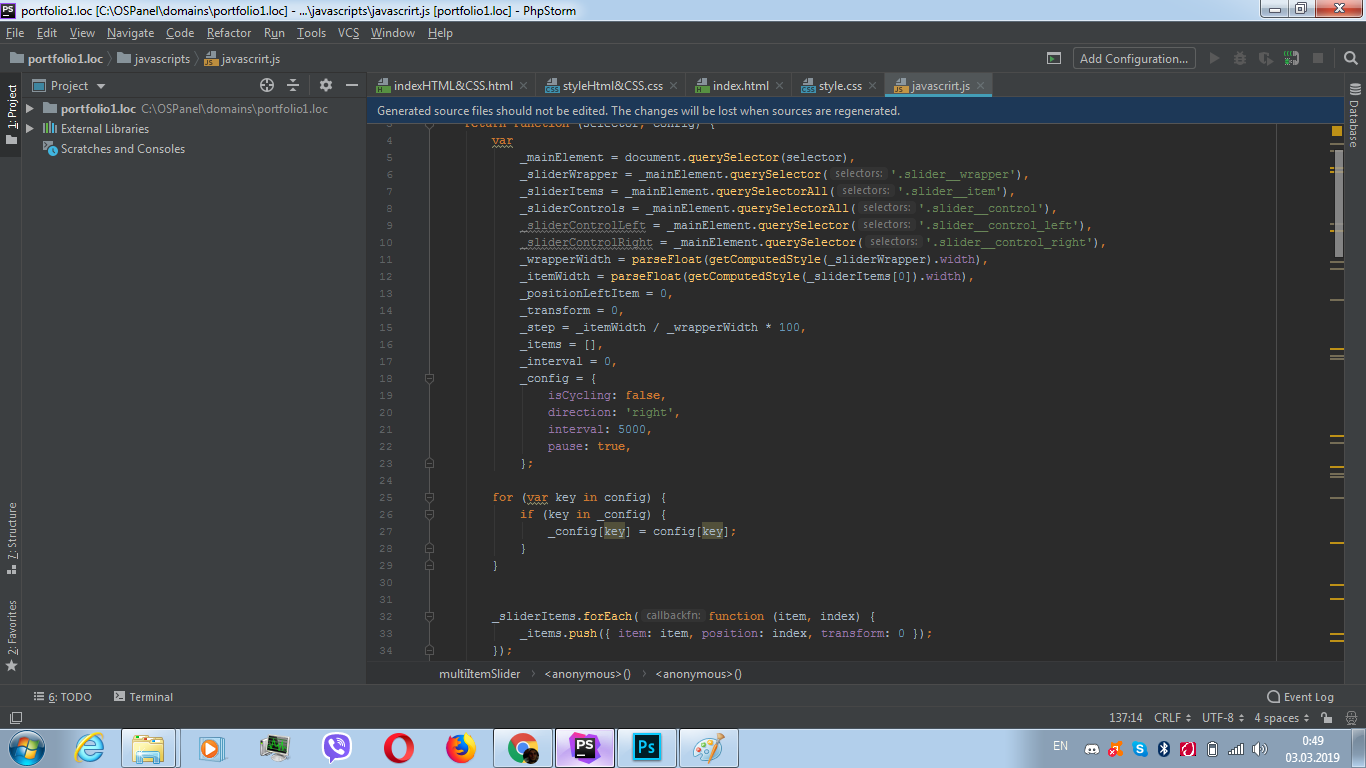 portfolio1.loc [C:\OSPanel\domains\portfolio1.loc] - ...\javascripts\javascrirt.js [portfolio1.loc] - PhpStorm
File Edit View Navigate Code Refactor Run Tools VCS Window Help
portfolio1.loc javascripts javascrirt.js Add Configuration...
Project
indexHTML&CSS.html styleHtml&CSS.css index.html style.css javascrirt.js
portfolio1.loc C:\OSPanel\domains\portfolio1.loc
External Libraries
Scratches and Consoles
1: Project
7: Structure
2: Favorites
Generated source files should not be edited. The changes will be lost when sources are regenerated.
3 return function (selector, config) {
4 var
5 _mainElement = document.querySelector(selector),
6 _sliderWrapper = _mainElement.querySelector( selectors: '.slider__wrapper'),
7 _sliderItems = _mainElement.querySelectorAll( selectors: '.slider__item'),
8 _sliderControls = _mainElement.querySelectorAll( selectors: '.slider__control'),
9 _sliderControlLeft = _mainElement.querySelector( selectors: '.slider__control_left'),
10 _sliderControlRight = _mainElement.querySelector( selectors: '.slider__control_right'),
11 _wrapperWidth = parseFloat(getComputedStyle(_sliderWrapper).width),
12 _itemWidth = parseFloat(getComputedStyle(_sliderItems[0]).width),
13 _positionLeftItem = 0,
14 _transform = 0,
15 _step = _itemWidth / _wrapperWidth * 100,
16 _items = [],
17 _interval = 0,
18 _config = {
19 isCycling: false,
20 direction: 'right',
21 interval: 5000,
22 pause: true,
23 };
24
25 for (var key in config) {
26 if (key in _config) {
27 _config[key] = config[key];
28 }
29 }
30
31
32 _sliderItems.forEach( callbackfn: function (item, index) {
33 _items.push({ item: item, position: index, transform: 0 });
34 });
Database
multiItemSlider <anonymous>() <anonymous>()
6: TODO Terminal Event Log
137:14 CRLF UTF-8 4 spaces
PS Ps EN 0:49
03.03.2019